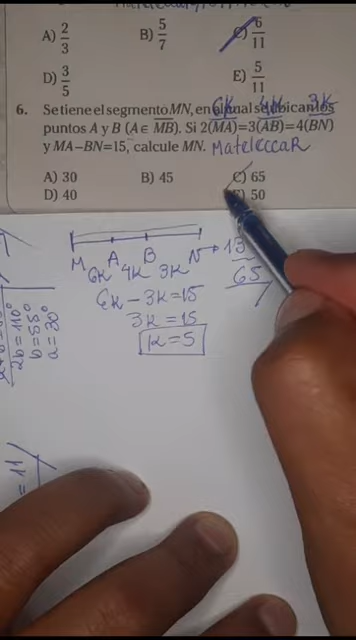 A) 2/3 B) 5/7 C) 6/11
D) 3/5 E) 5/11
6K 4K 3K
6. Se tiene el segmento MN, en el cual se ubican los
puntos A y B (A ∈ MB). Si 2(MA)=3(AB)=4(BN)
y MA−BN=15, calcule MN. MateleccaR
A) 30 B) 45 C) 65
D) 40 E) 50
M A B N → 13
6K 4K 3K 65
6K − 3K = 15
3K = 15
K = 5
2b = 110°
b = 55°
a = 30°
= 11